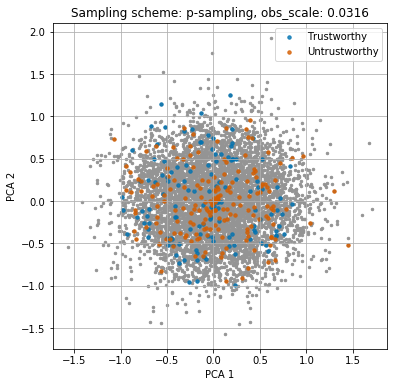 Sampling scheme: p-sampling, obs_scale: 0.0316
Trustworthy
Untrustworthy
2.0
1.5
1.0
0.5
0.0
−0.5
−1.0
−1.5
PCA 2
−1.5 −1.0 −0.5 0.0 0.5 1.0 1.5
PCA 1